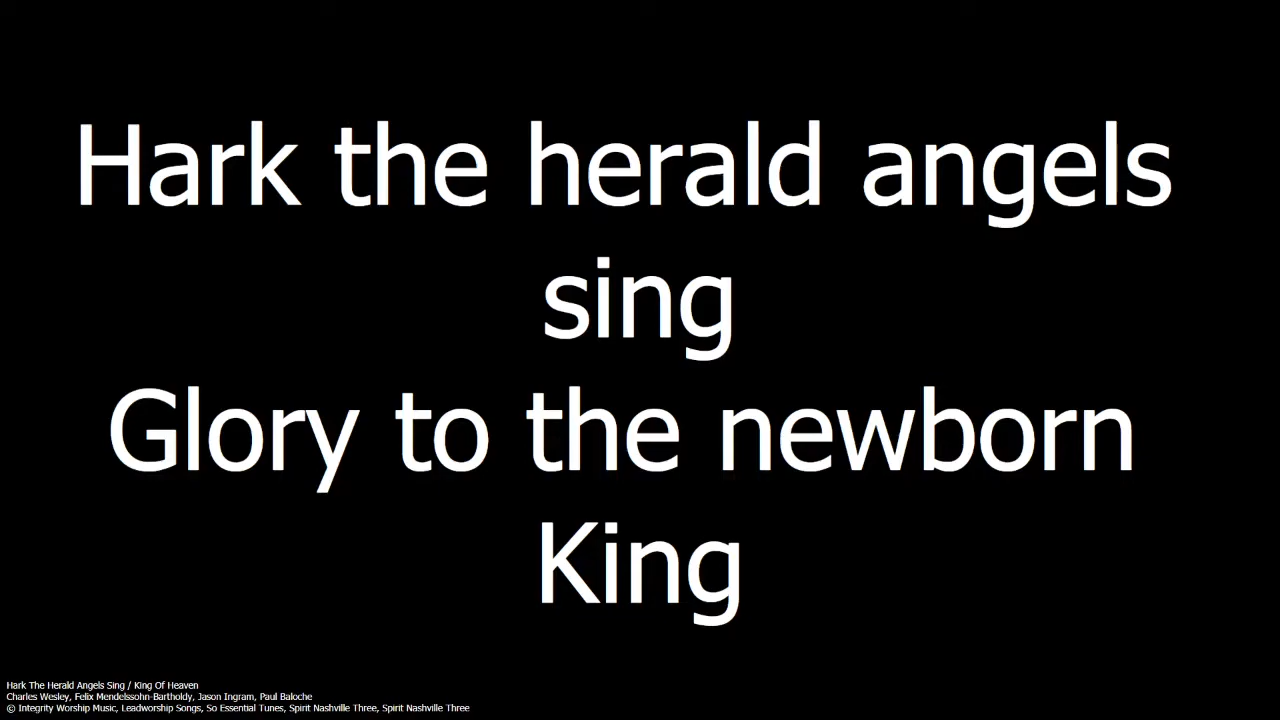 Hark the herald angels
sing
Glory to the newborn
King
Hark The Herald Angels Sing / King Of Heaven
Charles Wesley, Felix Mendelssohn-Bartholdy, Jason Ingram, Paul Baloche
© Integrity Worship Music, Leadworship Songs, So Essential Tunes, Spirit Nashville Three, Spirit Nashville Three